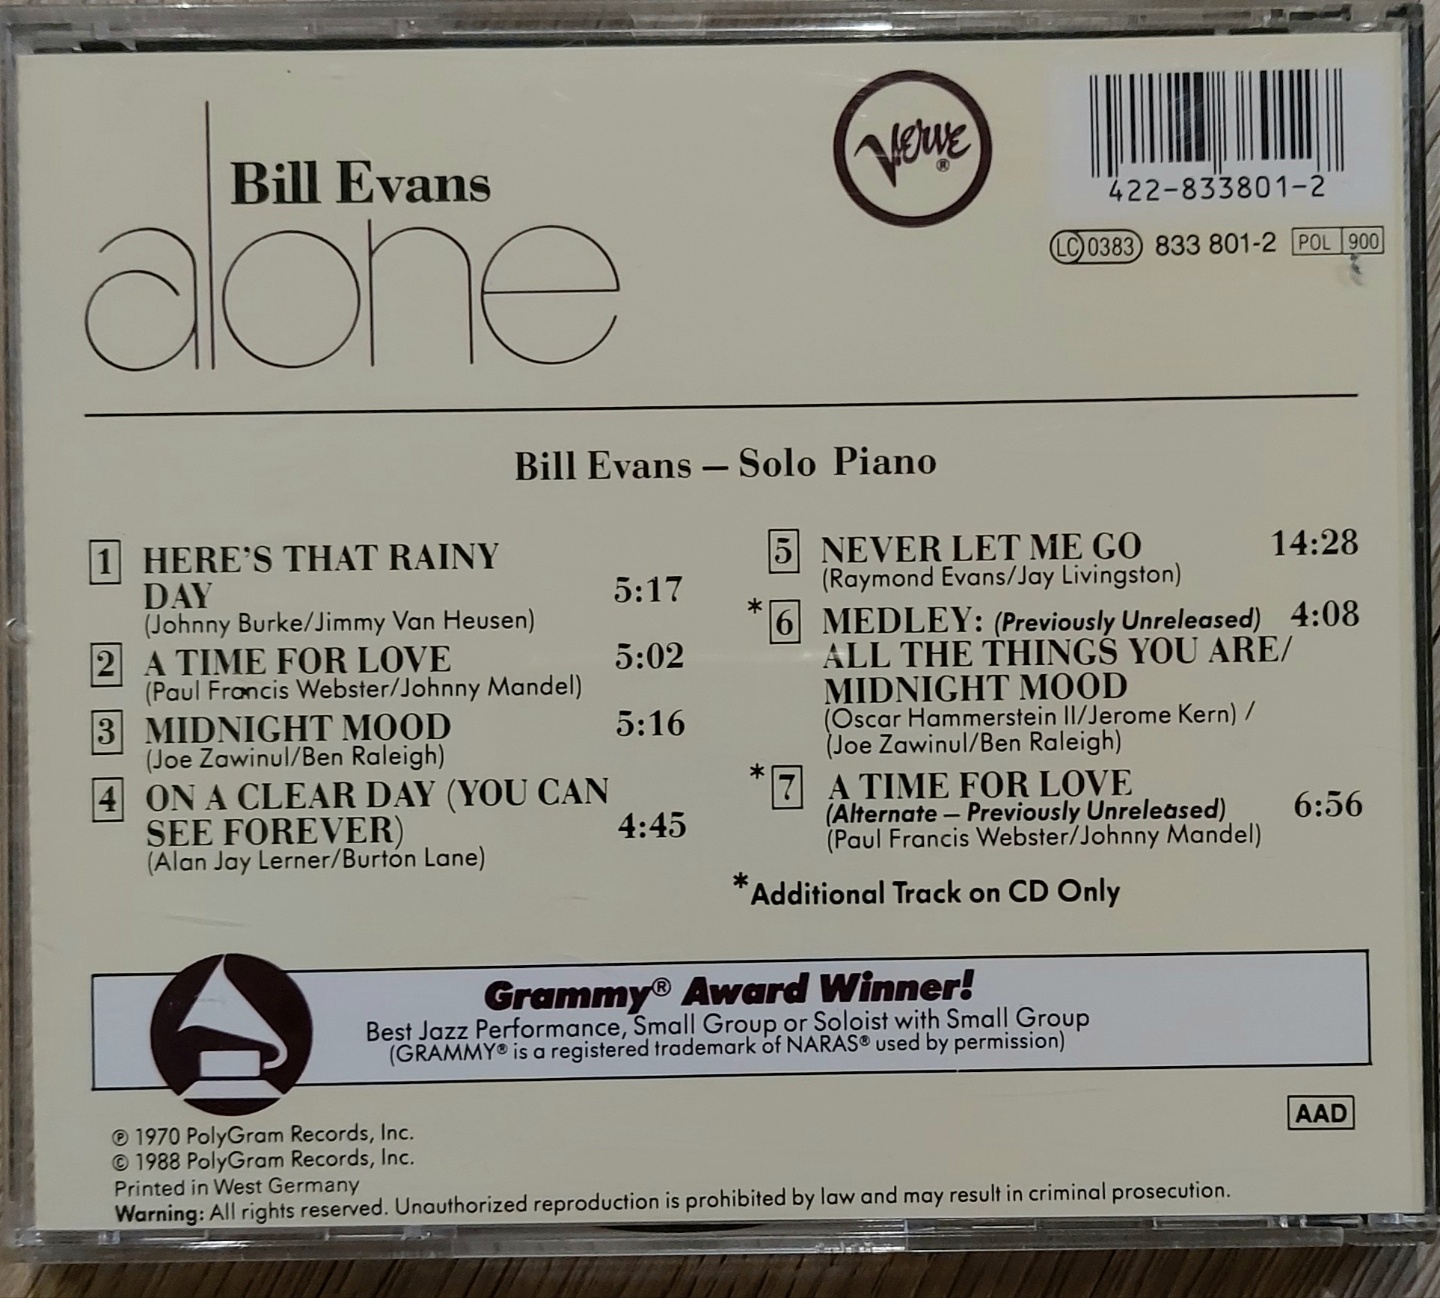 Bill Evans
alone
Verve®
422-833801-2
LC 0383 833 801-2 POL 900
Bill Evans – Solo Piano
1 HERE'S THAT RAINY
DAY 5:17
(Johnny Burke/Jimmy Van Heusen)
2 A TIME FOR LOVE 5:02
(Paul Francis Webster/Johnny Mandel)
3 MIDNIGHT MOOD 5:16
(Joe Zawinul/Ben Raleigh)
4 ON A CLEAR DAY (YOU CAN
SEE FOREVER) 4:45
(Alan Jay Lerner/Burton Lane)
5 NEVER LET ME GO 14:28
(Raymond Evans/Jay Livingston)
*6 MEDLEY: (Previously Unreleased) 4:08
ALL THE THINGS YOU ARE/
MIDNIGHT MOOD
(Oscar Hammerstein II/Jerome Kern) /
(Joe Zawinul/Ben Raleigh)
*7 A TIME FOR LOVE
(Alternate – Previously Unreleased) 6:56
(Paul Francis Webster/Johnny Mandel)
*Additional Track on CD Only
Grammy® Award Winner!
Best Jazz Performance, Small Group or Soloist with Small Group
(GRAMMY® is a registered trademark of NARAS® used by permission)
AAD
℗ 1970 PolyGram Records, Inc.
© 1988 PolyGram Records, Inc.
Printed in West Germany
Warning: All rights reserved. Unauthorized reproduction is prohibited by law and may result in criminal prosecution.